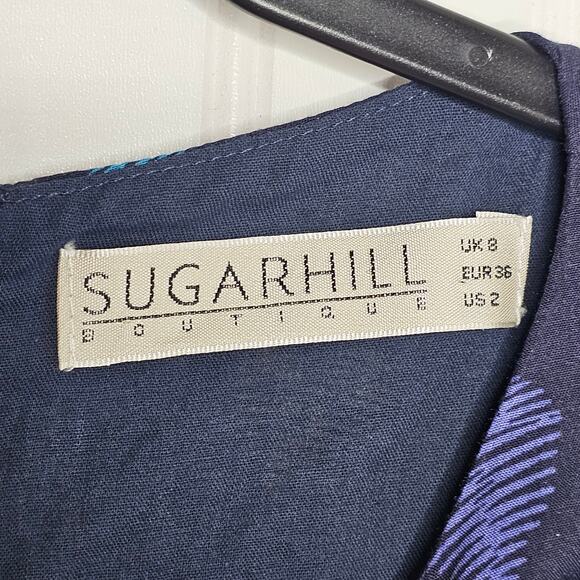 SUGARHILL
BOUTIQUE
UK 8
EUR 36
US 2